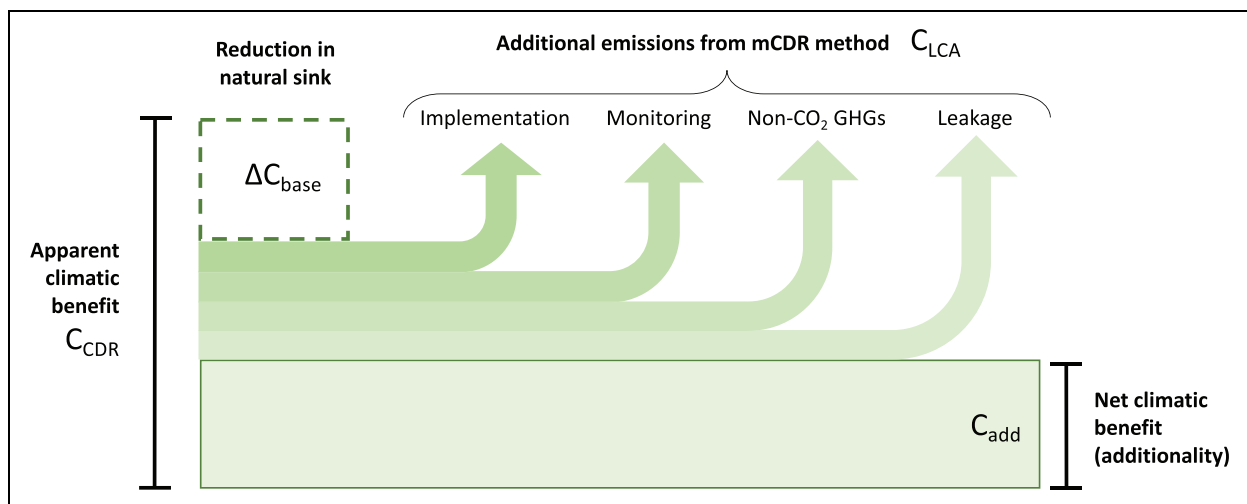 Reduction in
natural sink
Additional emissions from mCDR method C_LCA
Implementation
Monitoring
Non-CO₂ GHGs
Leakage
ΔC_base
Apparent
climatic
benefit
C_CDR
C_add
Net climatic
benefit
(additionality)